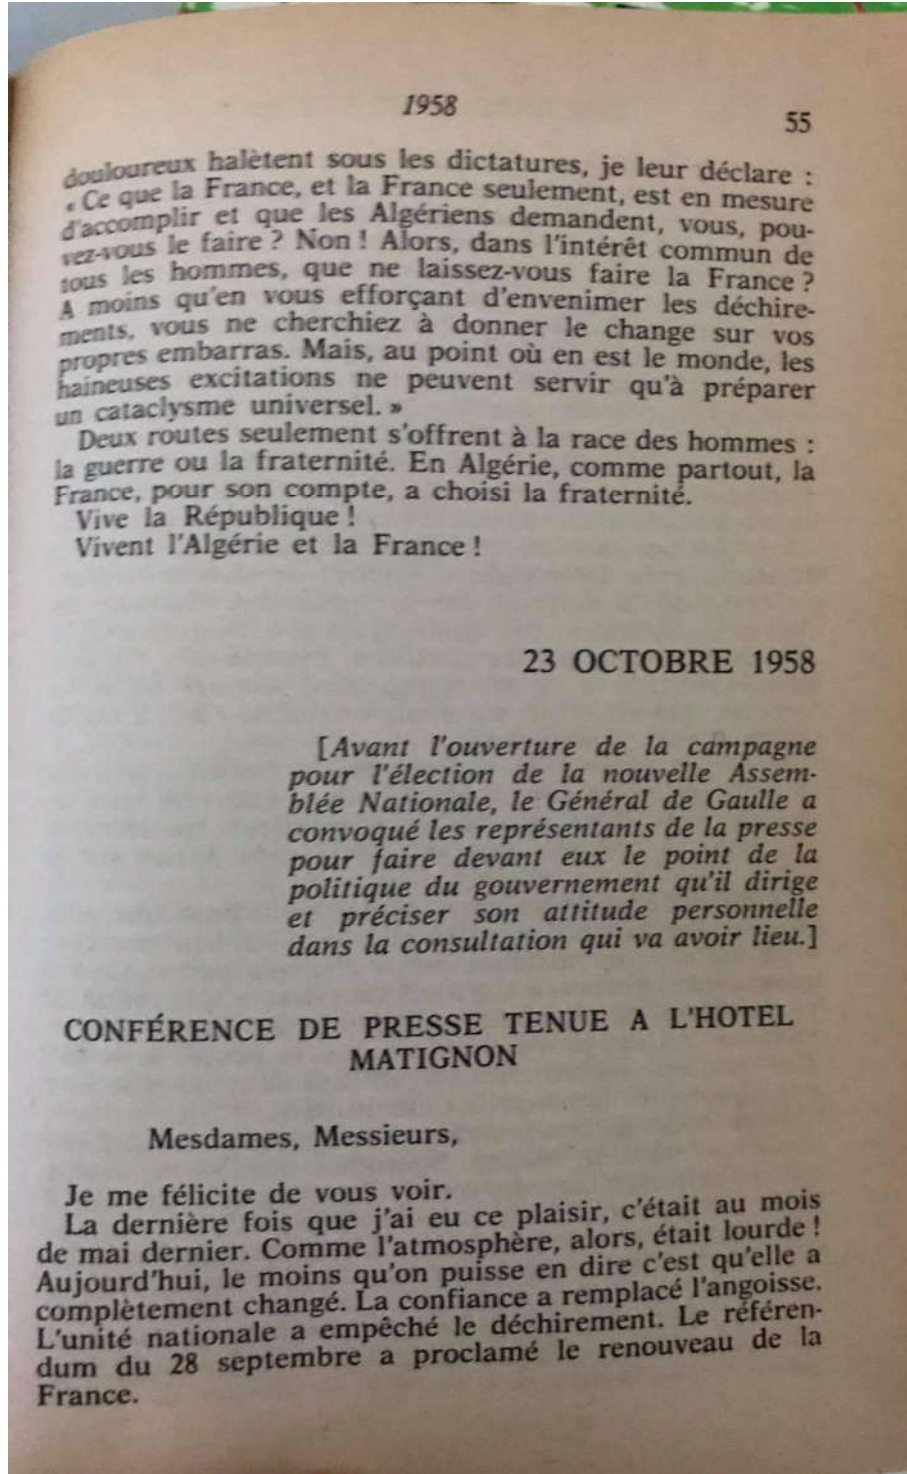 1958
55
douloureux halètent sous les dictatures, je leur déclare :
« Ce que la France, et la France seulement, est en mesure
d'accomplir et que les Algériens demandent, vous, pou-
vez-vous le faire ? Non ! Alors, dans l'intérêt commun de
tous les hommes, que ne laissez-vous faire la France ?
A moins qu'en vous efforçant d'envenimer les déchire-
ments, vous ne cherchiez à donner le change sur vos
propres embarras. Mais, au point où en est le monde, les
haineuses excitations ne peuvent servir qu'à préparer
un cataclysme universel. »
Deux routes seulement s'offrent à la race des hommes :
la guerre ou la fraternité. En Algérie, comme partout, la
France, pour son compte, a choisi la fraternité.
Vive la République !
Vivent l'Algérie et la France !
23 OCTOBRE 1958
[Avant l'ouverture de la campagne
pour l'élection de la nouvelle Assem-
blée Nationale, le Général de Gaulle a
convoqué les représentants de la presse
pour faire devant eux le point de la
politique du gouvernement qu'il dirige
et préciser son attitude personnelle
dans la consultation qui va avoir lieu.]
CONFÉRENCE DE PRESSE TENUE A L'HOTEL
MATIGNON
Mesdames, Messieurs,
Je me félicite de vous voir.
La dernière fois que j'ai eu ce plaisir, c'était au mois
de mai dernier. Comme l'atmosphère, alors, était lourde !
Aujourd'hui, le moins qu'on puisse en dire c'est qu'elle a
complètement changé. La confiance a remplacé l'angoisse.
L'unité nationale a empêché le déchirement. Le référen-
dum du 28 septembre a proclamé le renouveau de la
France.